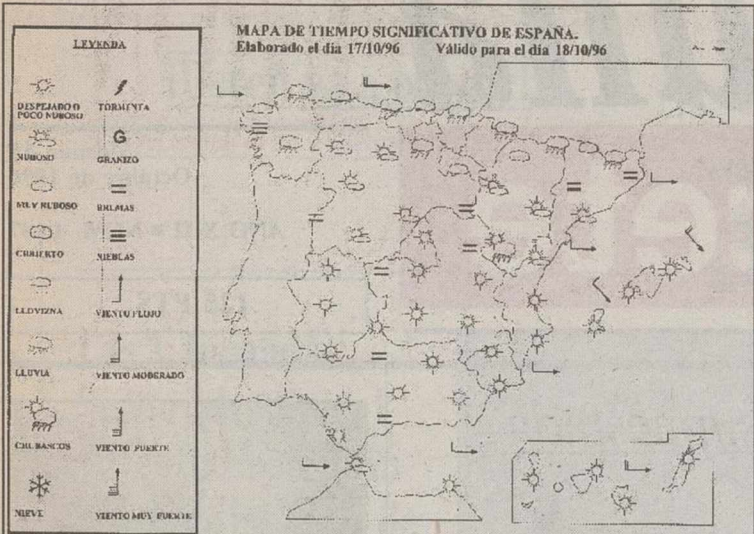 MAPA DE TIEMPO SIGNIFICATIVO DE ESPAÑA.
Elaborado el día 17/10/96 Válido para el día 18/10/96
LEYENDA
DESPEJADO O
POCO NUBOSO
TORMENTA
NUBOSO
GRANIZO
G
MUY NUBOSO
BRUMAS
CUBIERTO
NIEBLAS
LLOVIZNA
VIENTO FLOJO
LLUVIA
VIENTO MODERADO
CHUBASCOS
VIENTO FUERTE
NIEVE
VIENTO MUY FUERTE